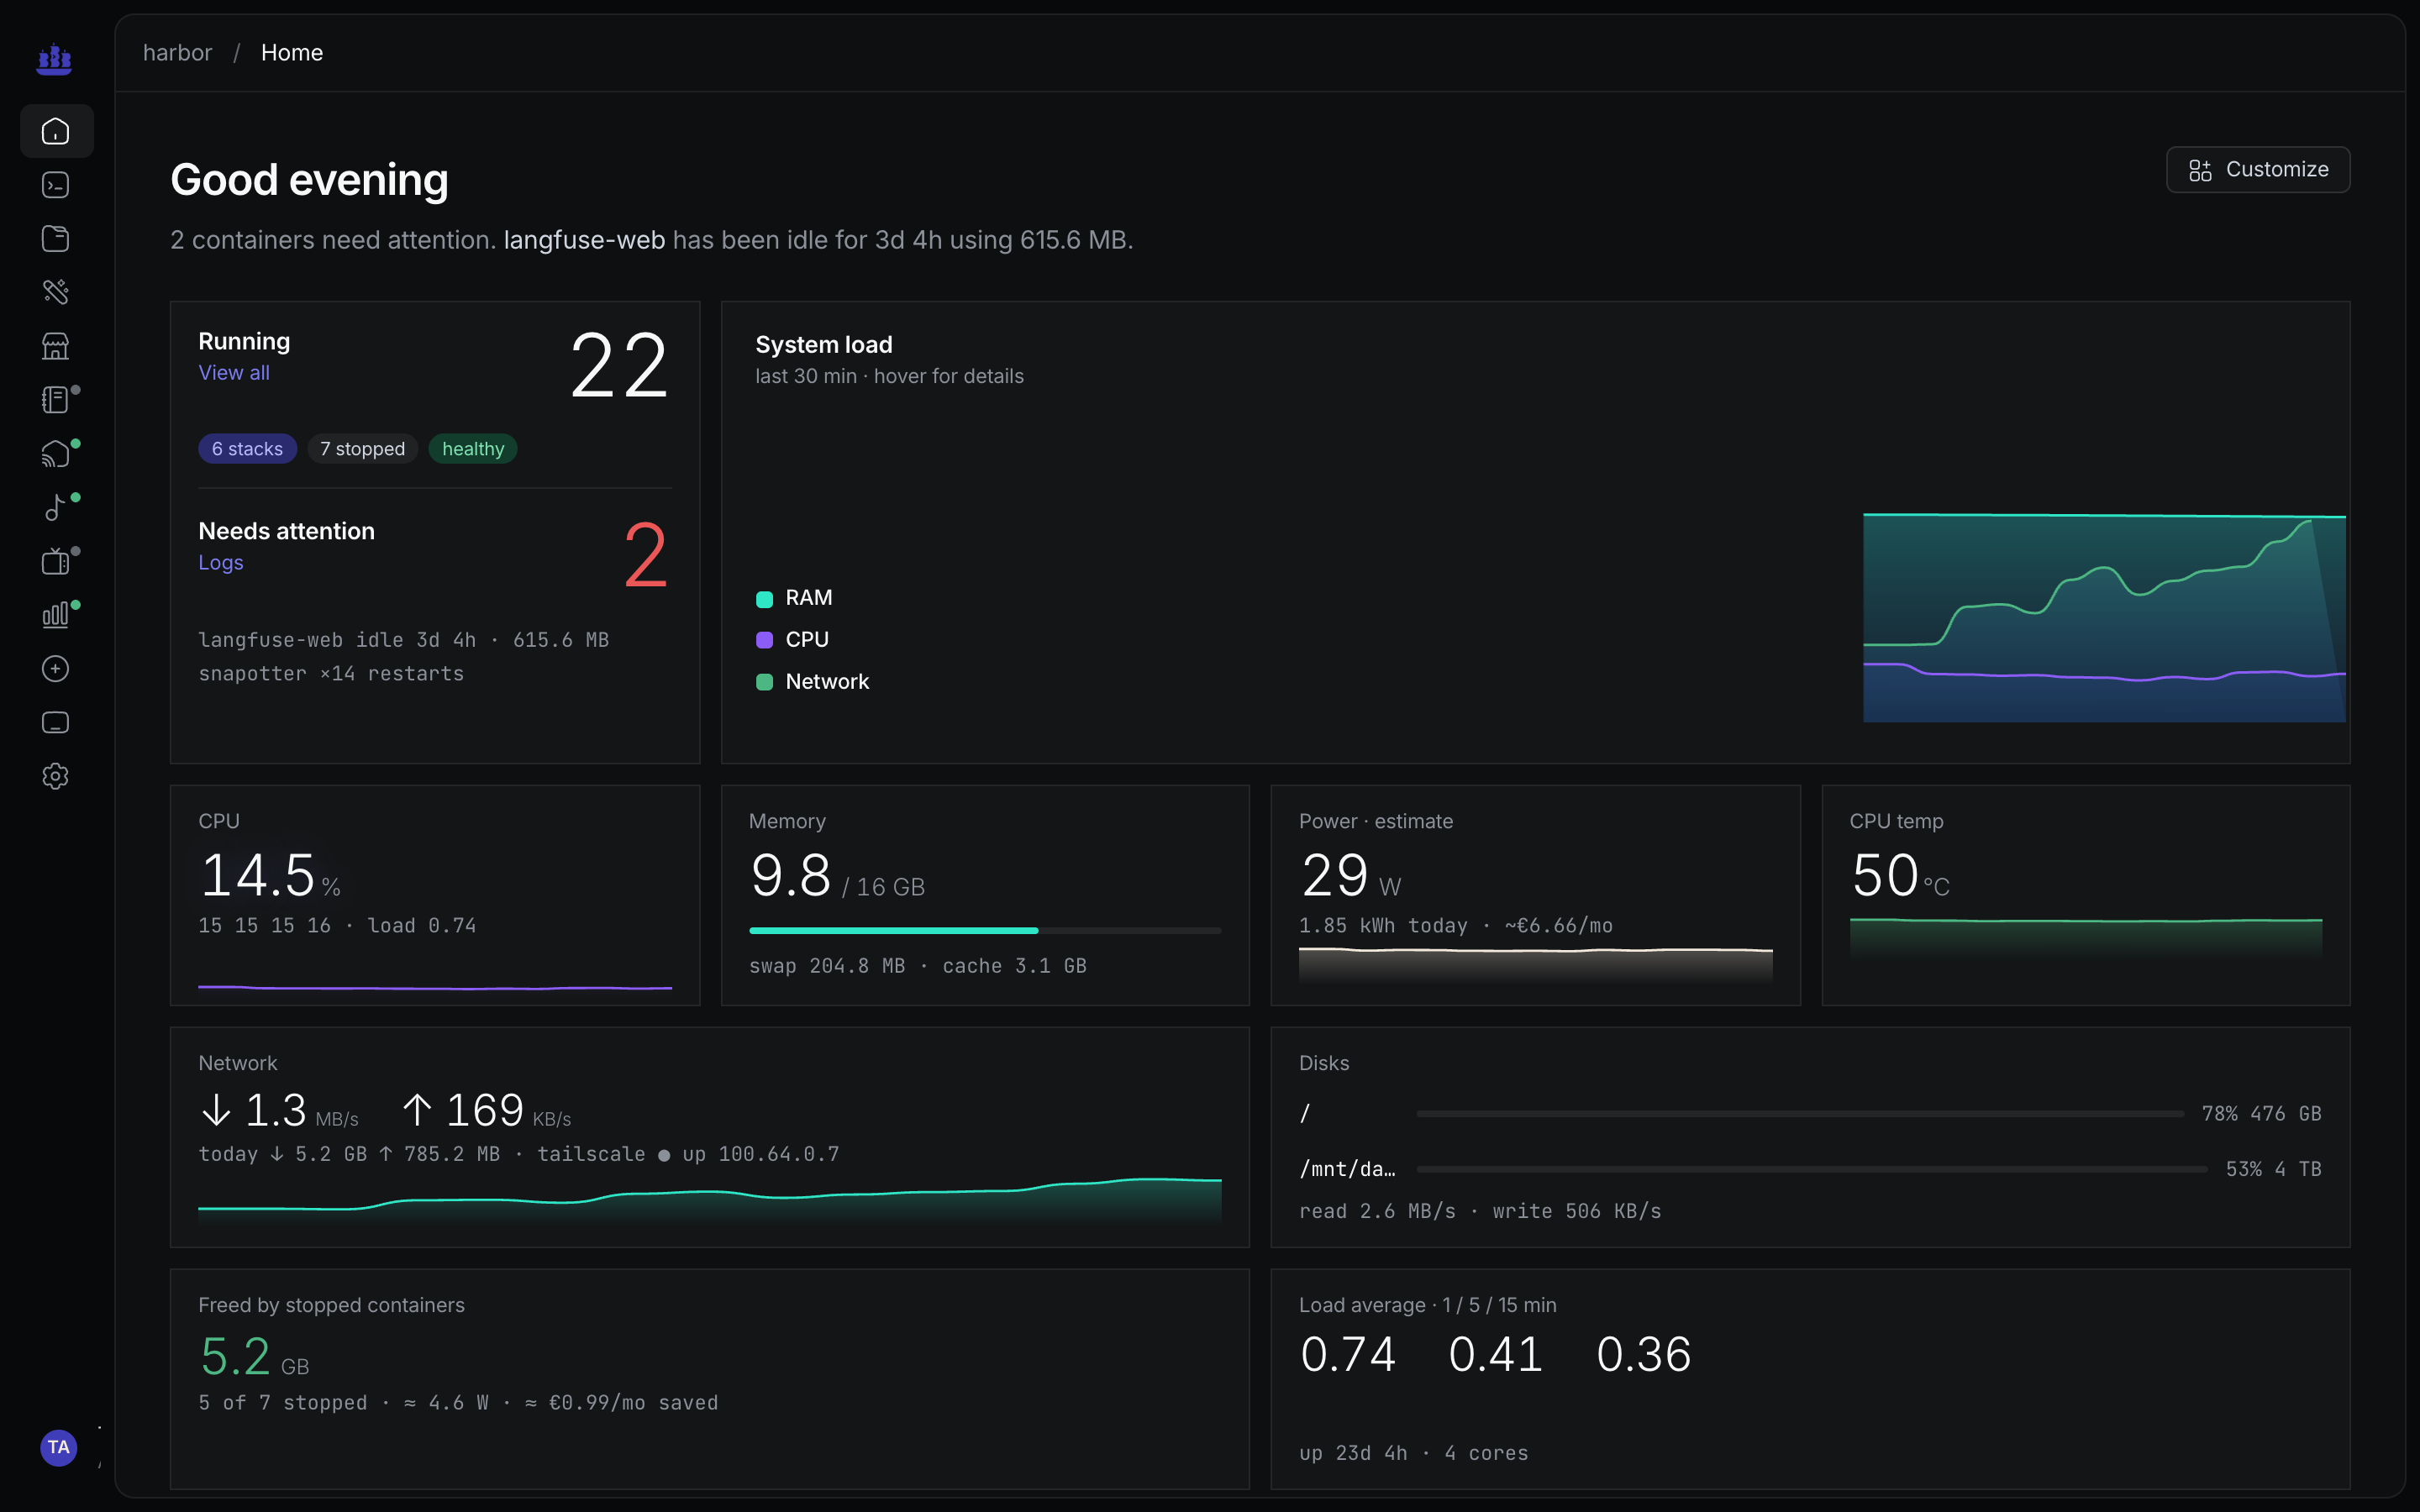 harbor / Home
Good evening
Customize
2 containers need attention. langfuse-web has been idle for 3d 4h using 615.6 MB.
Running
View all
22
6 stacks
7 stopped
healthy
Needs attention
Logs
2
langfuse-web idle 3d 4h · 615.6 MB
snapotter ×14 restarts
System load
last 30 min · hover for details
RAM
CPU
Network
CPU
14.5 %
15 15 15 16 · load 0.74
Memory
9.8 / 16 GB
swap 204.8 MB · cache 3.1 GB
Power · estimate
29 W
1.85 kWh today · ~€6.66/mo
CPU temp
50 °C
Network
↓ 1.3 MB/s ↑ 169 KB/s
today ↓ 5.2 GB ↑ 785.2 MB · tailscale ● up 100.64.0.7
Disks
/ 78% 476 GB
/mnt/da… 53% 4 TB
read 2.6 MB/s · write 506 KB/s
Freed by stopped containers
5.2 GB
5 of 7 stopped · ≈ 4.6 W · ≈ €0.99/mo saved
Load average · 1 / 5 / 15 min
0.74 0.41 0.36
up 23d 4h · 4 cores
TA